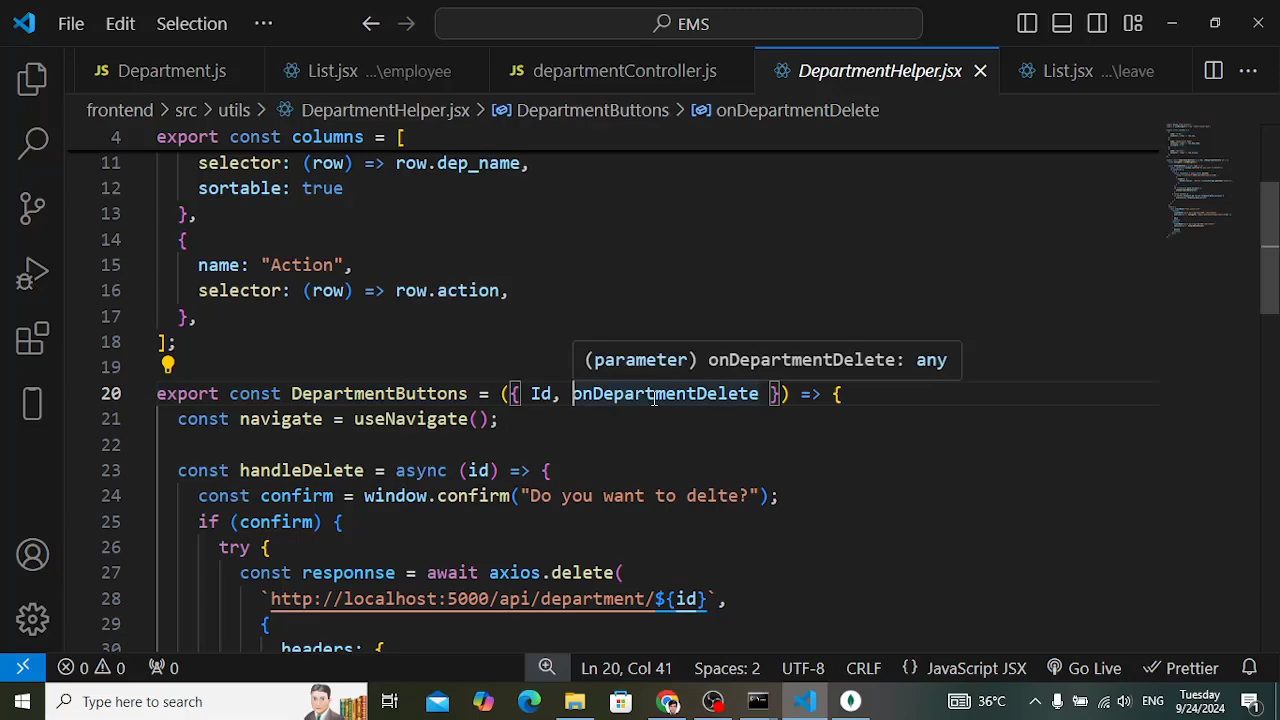 File Edit Selection ··· EMS
JS Department.js List.jsx ...\employee JS departmentController.js DepartmentHelper.jsx List.jsx ...\leave ···
frontend > src > utils > DepartmentHelper.jsx > DepartmentButtons > onDepartmentDelete
4 export const columns = [
11 selector: (row) => row.dep_name,
12 sortable: true
13 },
14 {
15 name: "Action",
16 selector: (row) => row.action,
17 },
18 ];
19
(parameter) onDepartmentDelete: any
20 export const DepartmentButtons = ({ Id, onDepartmentDelete }) => {
21 const navigate = useNavigate();
22
23 const handleDelete = async (id) => {
24 const confirm = window.confirm("Do you want to delte?");
25 if (confirm) {
26 try {
27 const responnse = await axios.delete(
28 `http://localhost:5000/api/department/${id}`,
29 {
30 headers: {
0 0 0 Ln 20, Col 41 Spaces: 2 UTF-8 CRLF {} JavaScript JSX Go Live Prettier
Type here to search 36°C ENG Tuesday
9/24/2024